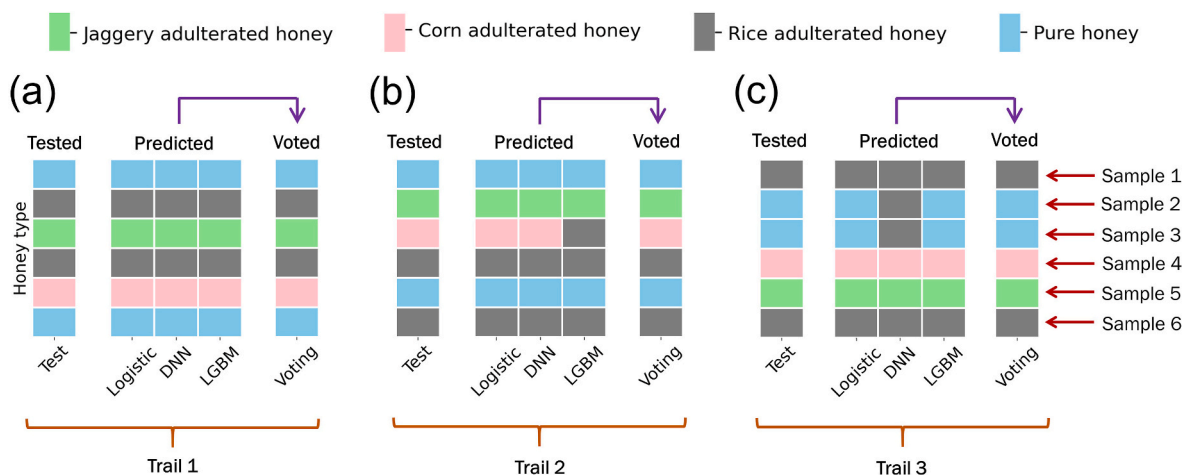 Jaggery adulterated honey
Corn adulterated honey
Rice adulterated honey
Pure honey
(a)
Tested
Predicted
Voted
Honey type
Test
Logistic
DNN
LGBM
Voting
Trail 1
(b)
Tested
Predicted
Voted
Test
Logistic
DNN
LGBM
Voting
Trail 2
(c)
Tested
Predicted
Voted
Sample 1
Sample 2
Sample 3
Sample 4
Sample 5
Sample 6
Test
Logistic
DNN
LGBM
Voting
Trail 3